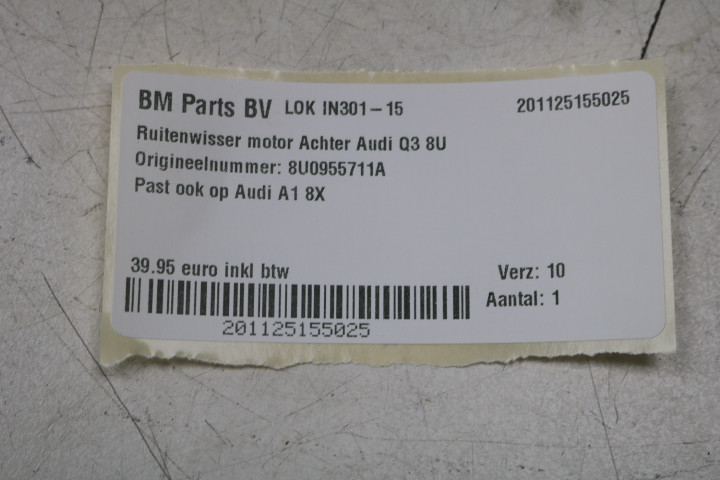 BM Parts BV LOK IN301-15 201125155025
Ruitenwisser motor Achter Audi Q3 8U
Origineelnummer: 8U0955711A
Past ook op Audi A1 8X
39.95 euro inkl btw Verz: 10
Aantal: 1
201125155025